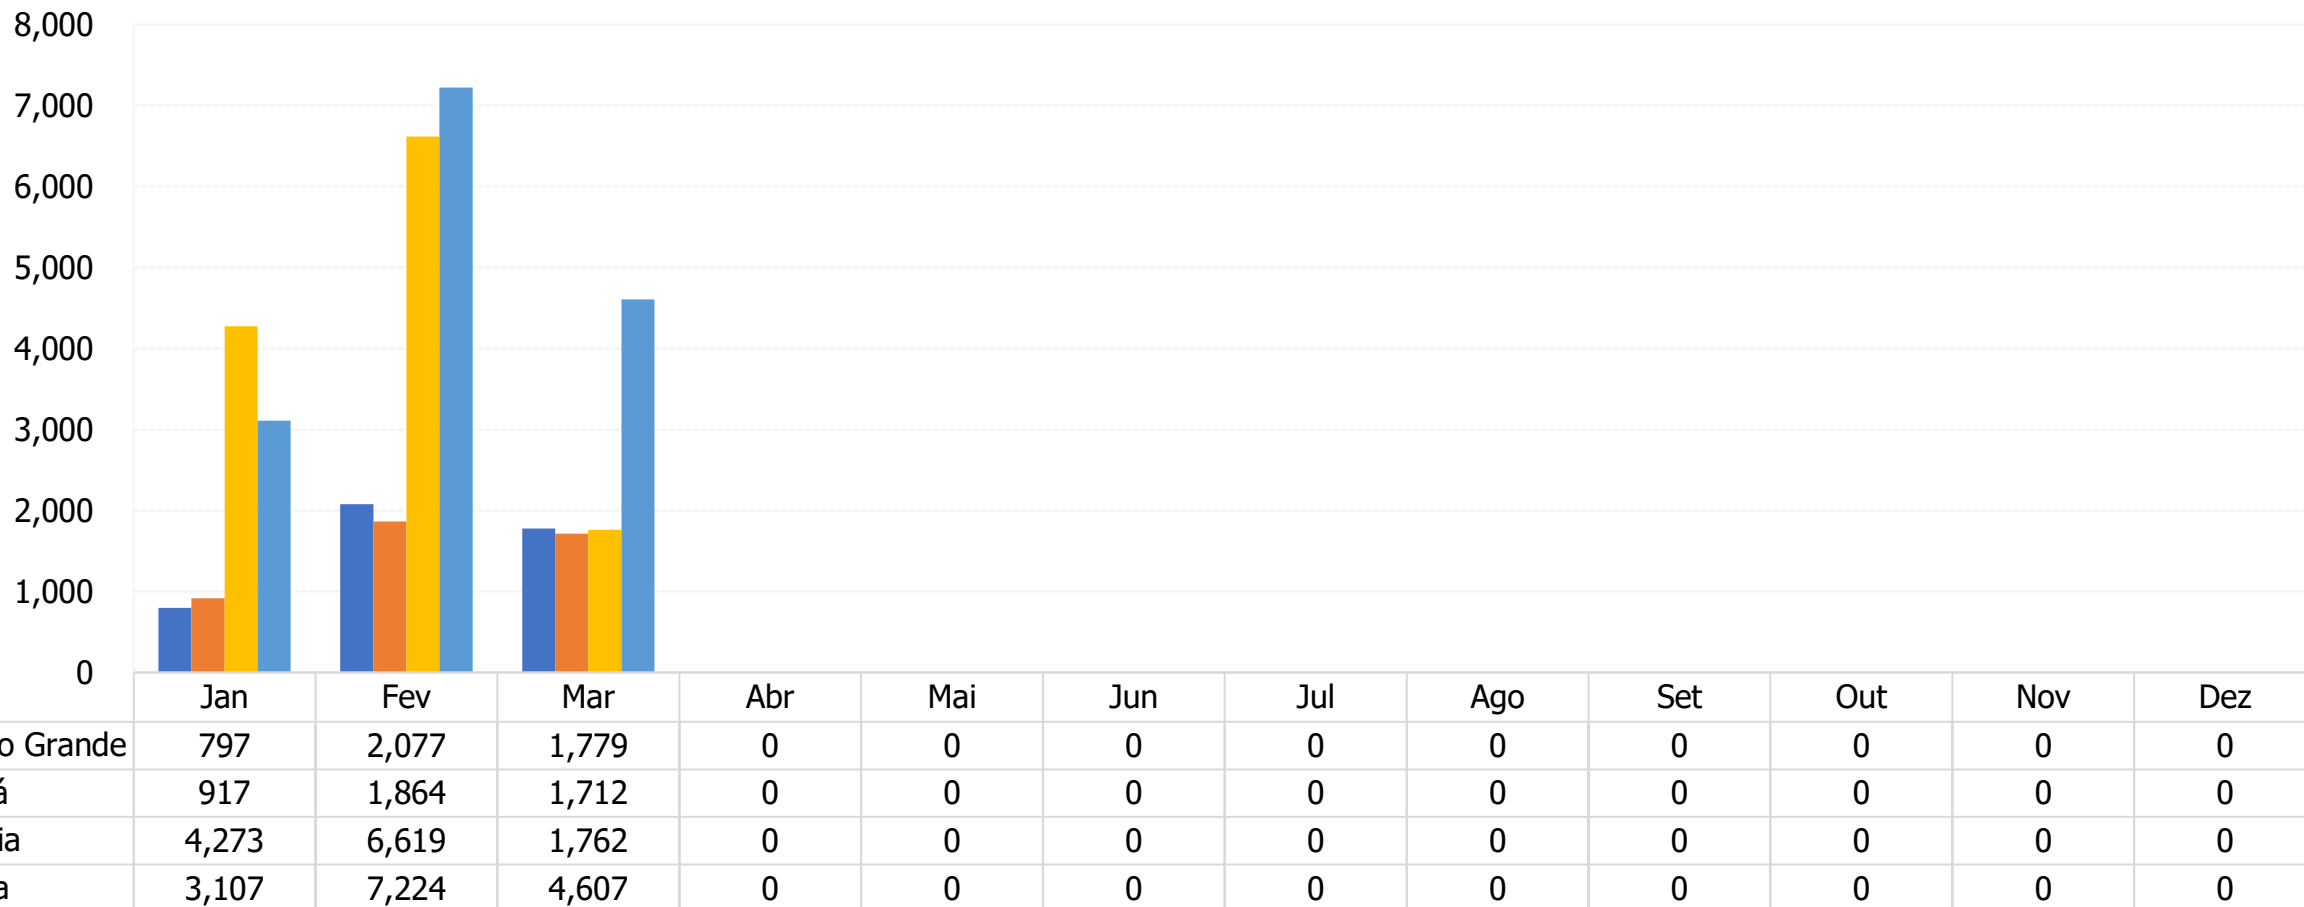 8,000
7,000
6,000
5,000
4,000
3,000
2,000
1,000
0
Jan Fev Mar Abr Mai Jun Jul Ago Set Out Nov Dez
o Grande 797 2,077 1,779 0 0 0 0 0 0 0 0 0
á 917 1,864 1,712 0 0 0 0 0 0 0 0 0
ia 4,273 6,619 1,762 0 0 0 0 0 0 0 0 0
a 3,107 7,224 4,607 0 0 0 0 0 0 0 0 0